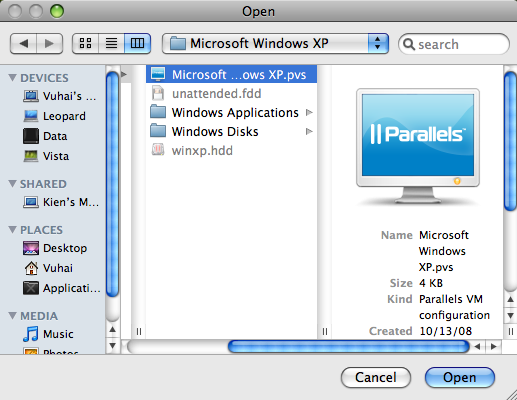 Open
Microsoft Windows XP
search
DEVICES
Vuhai's ...
Leopard
Data
Vista
SHARED
Kien's M...
PLACES
Desktop
Vuhai
Applicati...
MEDIA
Music
Photos
Microsoft ...ows XP.pvs
unattended.fdd
Windows Applications
Windows Disks
winxp.hdd
Parallels™
Name Microsoft
Windows
XP.pvs
Size 4 KB
Kind Parallels VM
configuration
Created 10/13/08
Cancel
Open